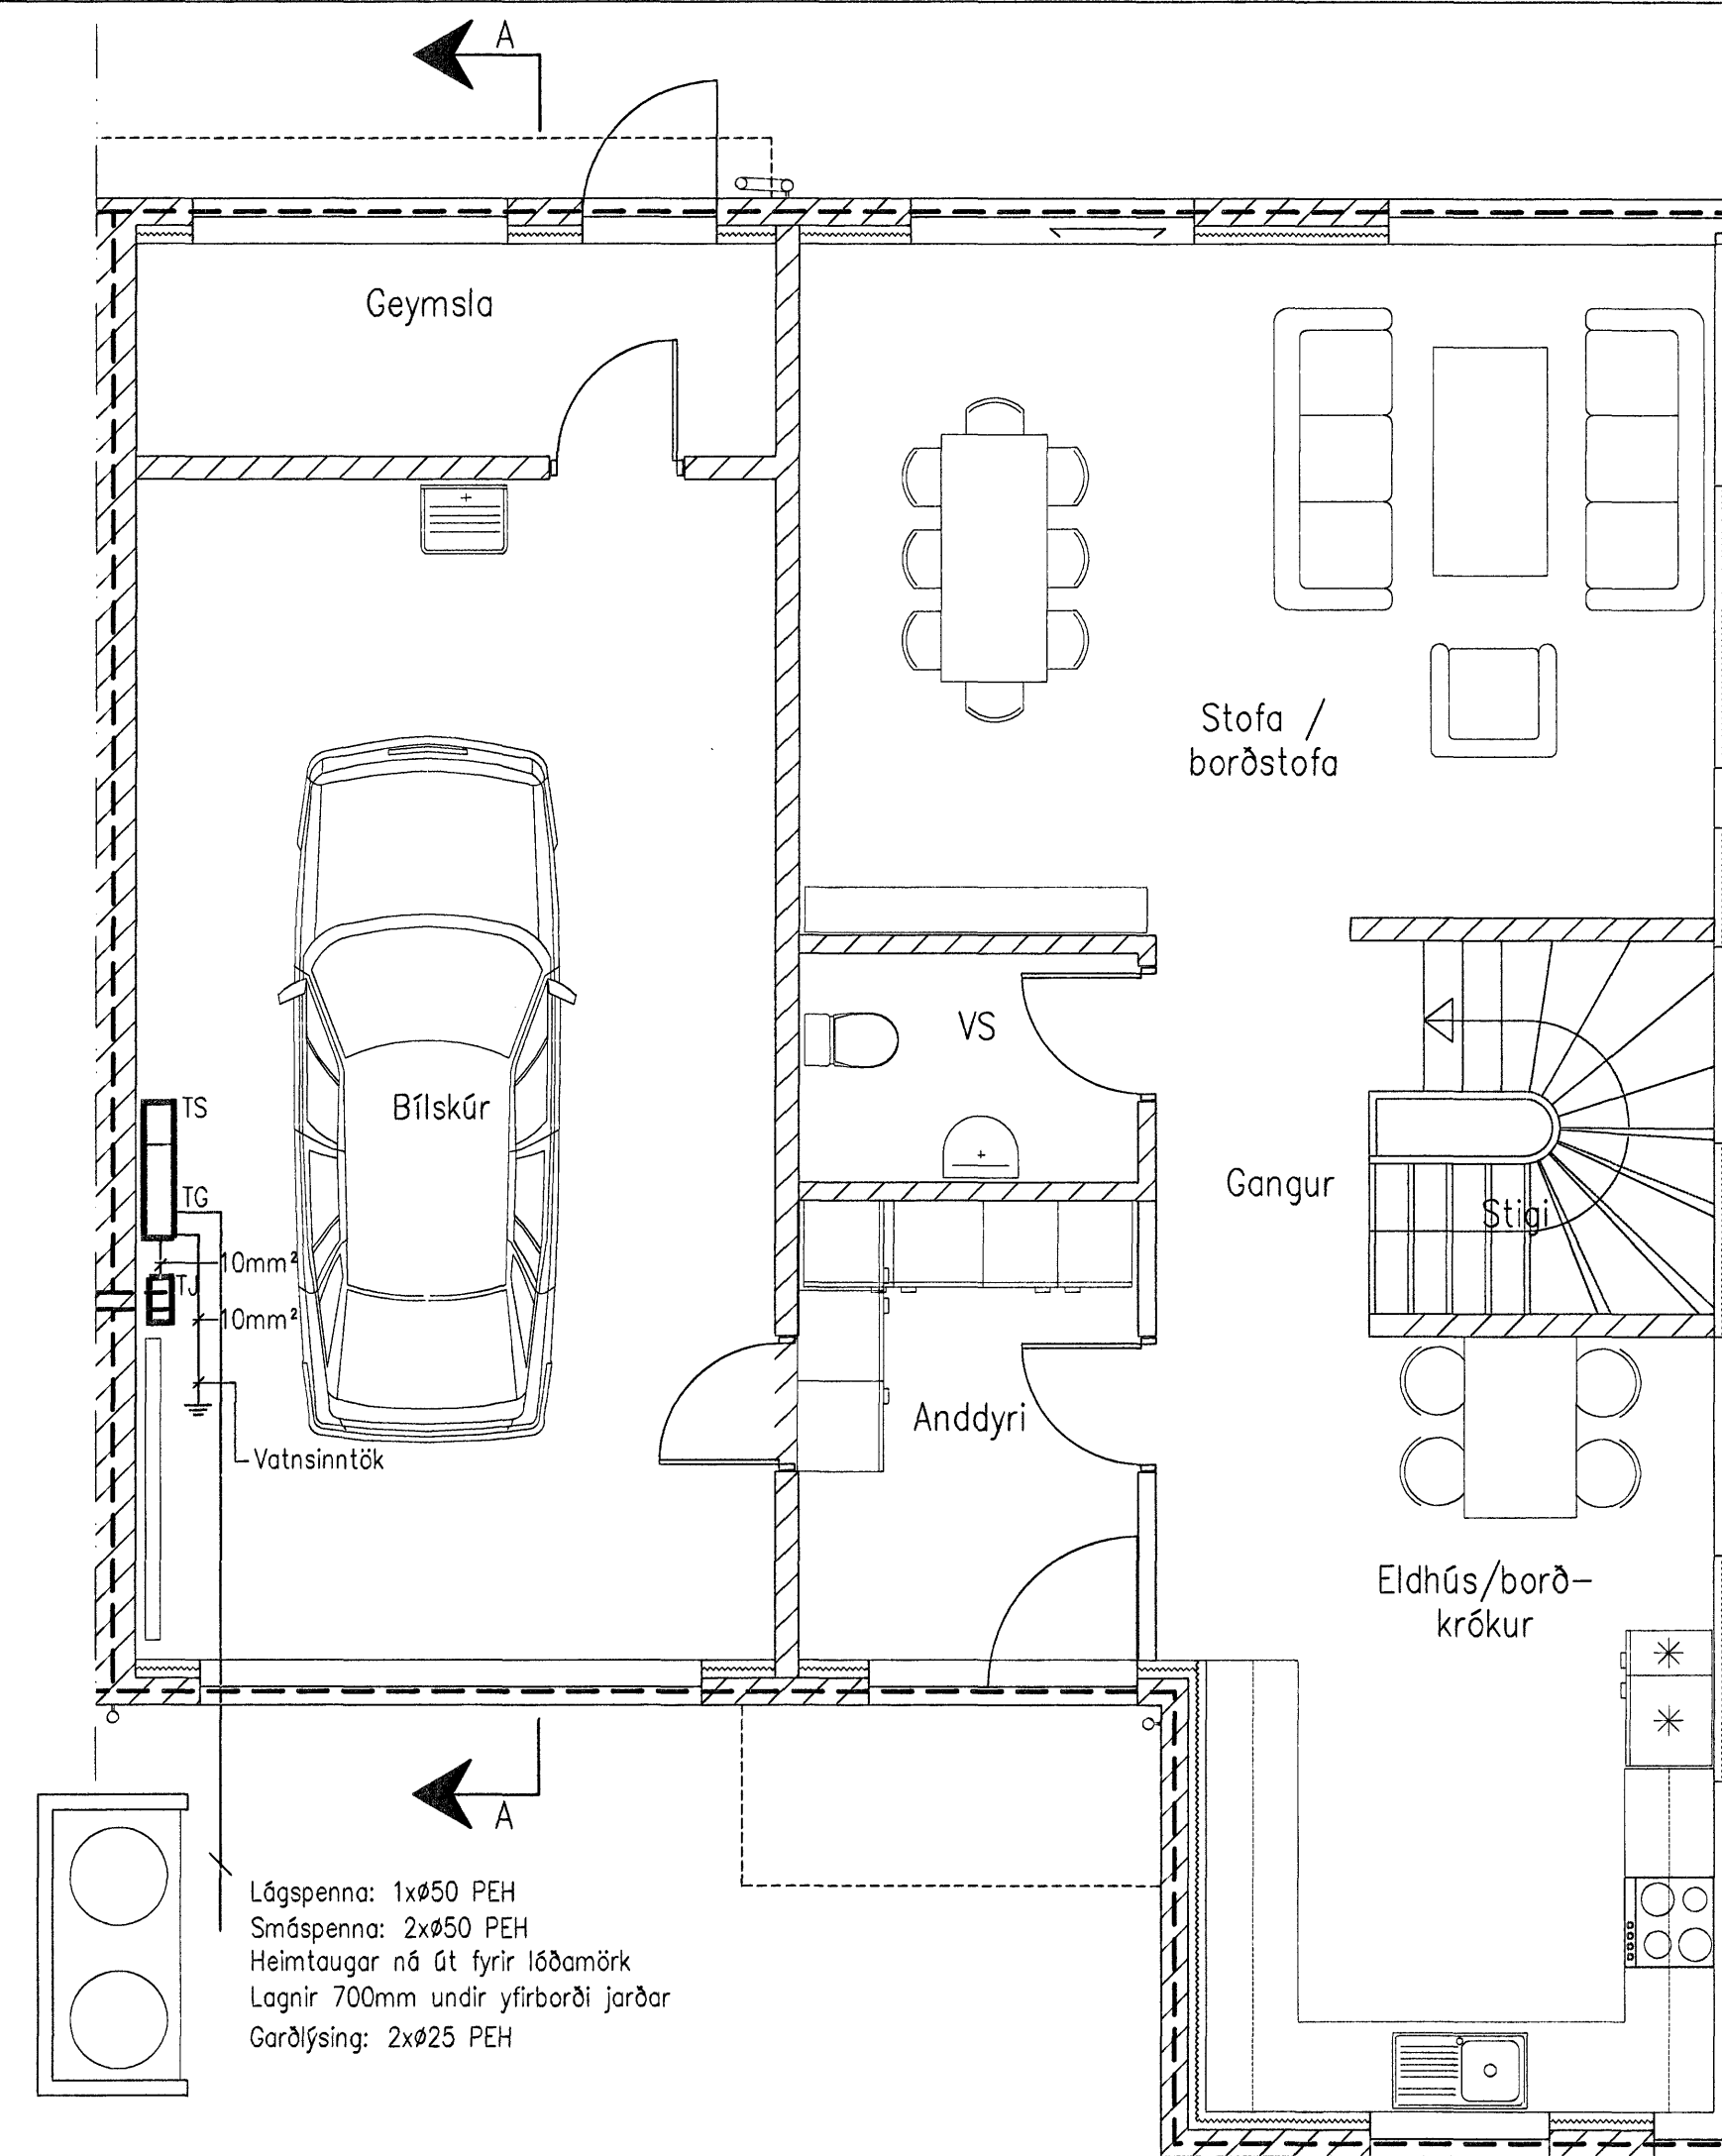 A
Geymsla
Stofa /
borðstofa
VS
TS
Bílskúr
TG
Gangur
Stigi
10mm²
TJ
10mm²
Anddyri
Vatnsinntök
Eldhús/borð–
krókur
A
Lágspenna: 1xø50 PEH
Smáspenna: 2xø50 PEH
Heimtaugar ná út fyrir lóðamörk
Lagnir 700mm undir yfirborði jarðar
Garðlýsing: 2xø25 PEH